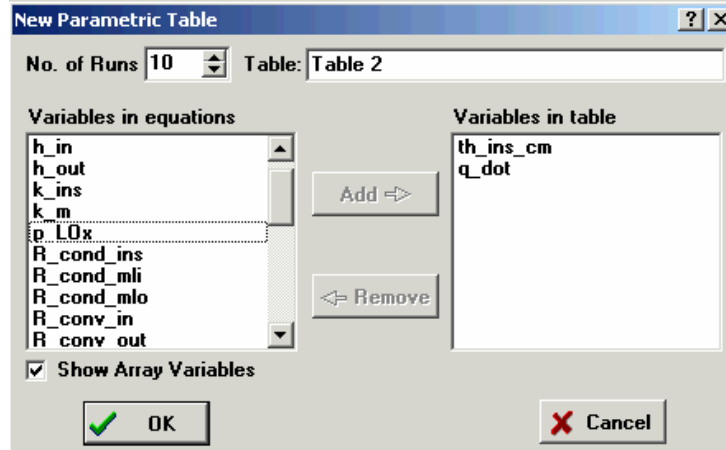 New Parametric Table
No. of Runs 10 Table: Table 2
Variables in equations
h_in
h_out
k_ins
k_m
p_LOx
R_cond_ins
R_cond_mli
R_cond_mlo
R_conv_in
R_conv_out
Add
Remove
Variables in table
th_ins_cm
q_dot
Show Array Variables
OK
Cancel